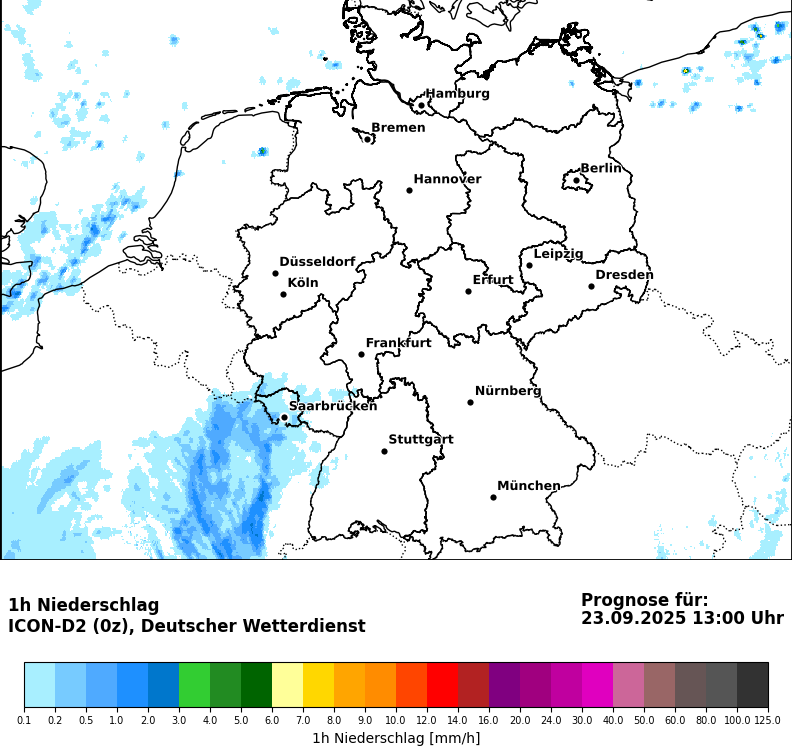 Hamburg
Bremen
Berlin
Hannover
Leipzig
Düsseldorf
Dresden
Köln
Erfurt
Frankfurt
Nürnberg
Saarbrücken
Stuttgart
München
1h Niederschlag
ICON-D2 (0z), Deutscher Wetterdienst
Prognose für:
23.09.2025 13:00 Uhr
0.1 0.2 0.5 1.0 2.0 3.0 4.0 5.0 6.0 7.0 8.0 9.0 10.0 12.0 14.0 16.0 20.0 24.0 30.0 40.0 50.0 60.0 80.0 100.0 125.0
1h Niederschlag [mm/h]